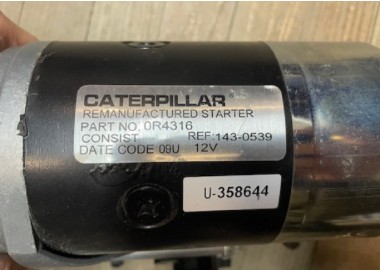 CATERPILLAR
REMANUFACTURED STARTER
PART NO. 0R4316
CONSIST REF:143-0539
DATE CODE 09U 12V
U-358644